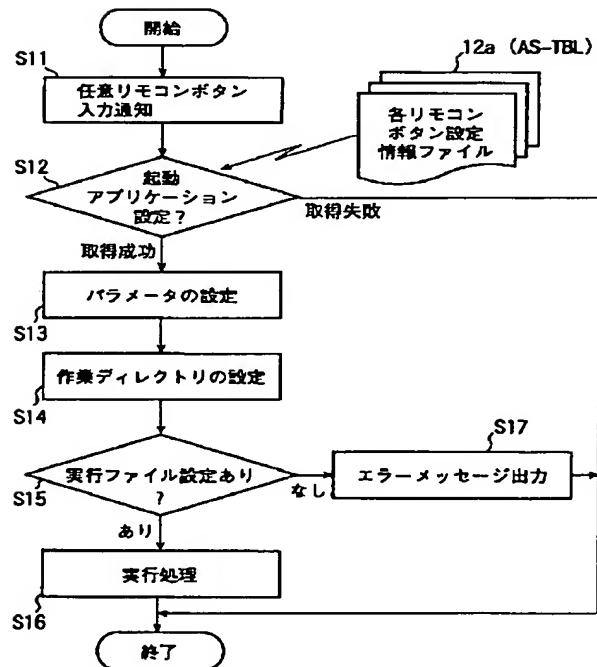 開始
S11
任意リモコンボタン
入力通知
12a (AS-TBL)
各リモコン
ボタン設定
情報ファイル
S12
起動
アプリケーション
設定?
取得失敗
取得成功
パラメータの設定
S13
作業ディレクトリの設定
S14
S17
実行ファイル設定あり
?
なし
エラーメッセージ出力
S15
あり
実行処理
S16
終了